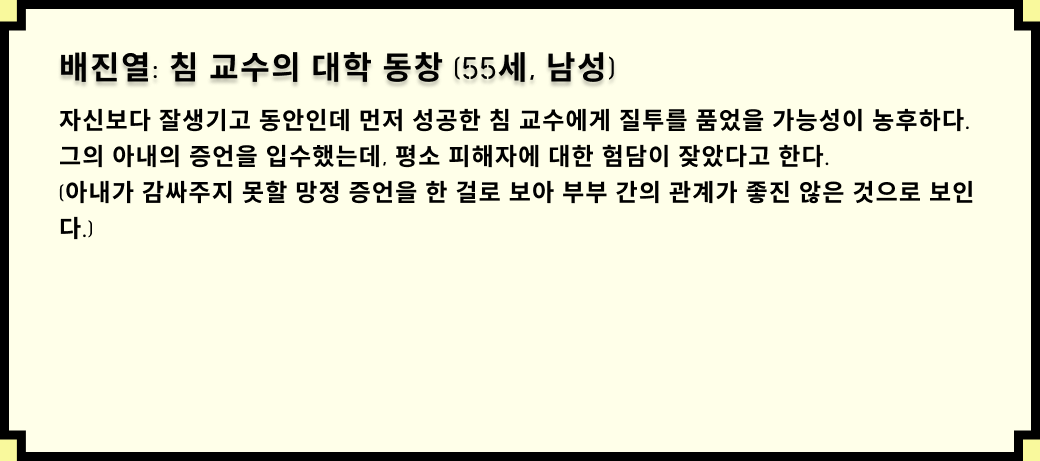 배진열: 침 교수의 대학 동창 (55세, 남성)
자신보다 잘생기고 동안인데 먼저 성공한 침 교수에게 질투를 품었을 가능성이 농후하다.
그의 아내의 증언을 입수했는데, 평소 피해자에 대한 험담이 잦았다고 한다.
(아내가 감싸주지 못할 망정 증언을 한 걸로 보아 부부 간의 관계가 좋진 않은 것으로 보인
다.)